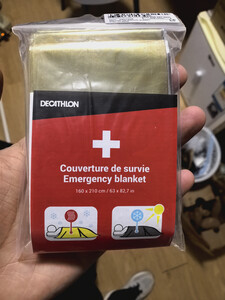 DECATHLON
Couverture de survie
Emergency blanket
160 x 210 cm / 63 x 82,7 in